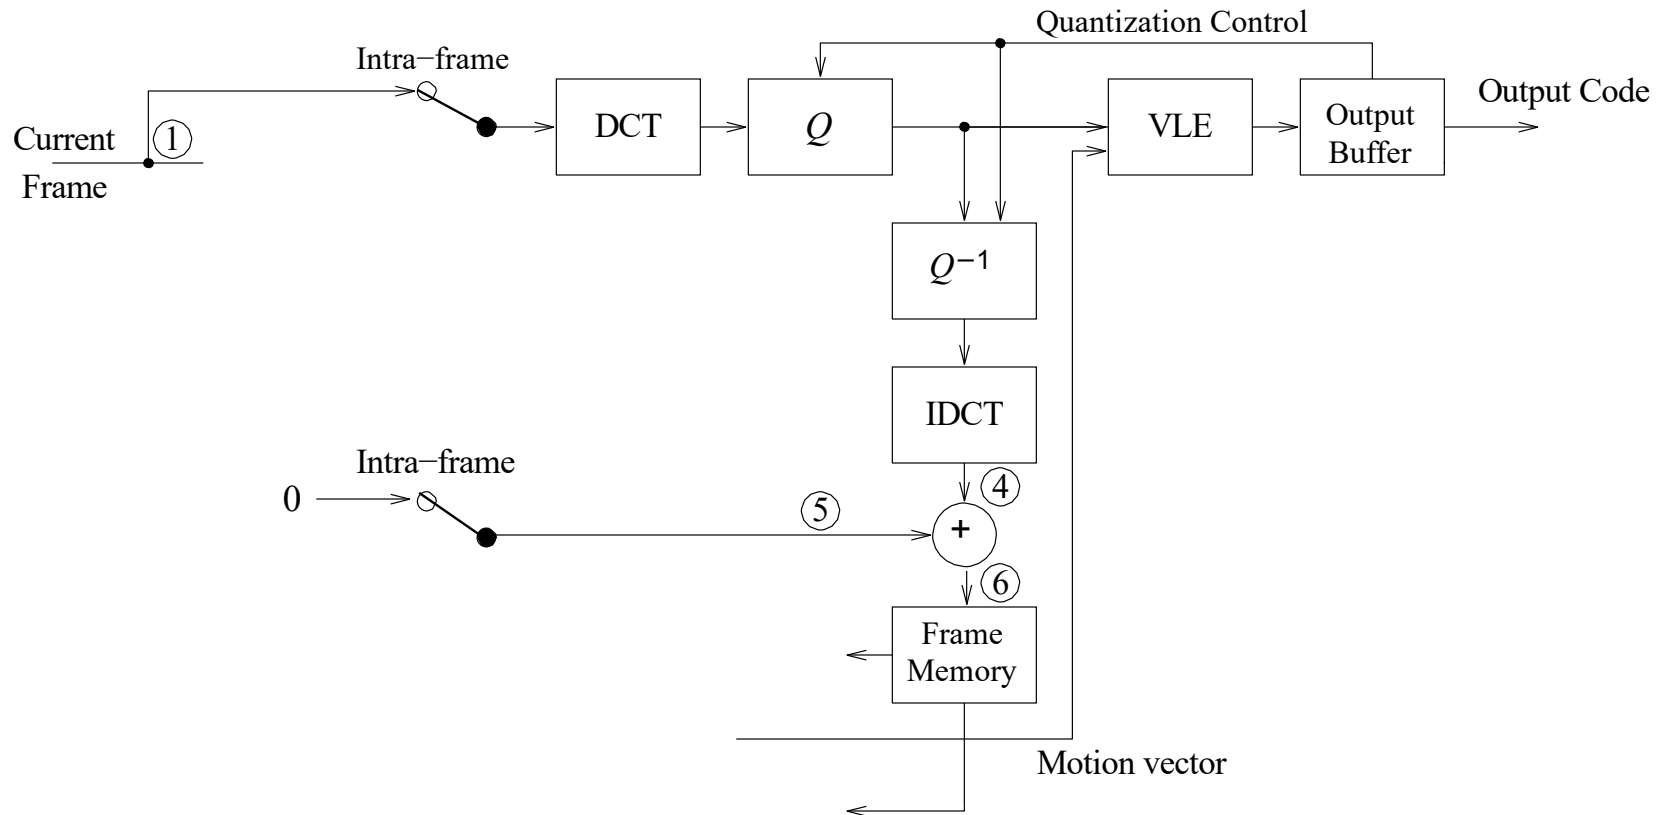 Quantization Control
Intra−frame
Output Code
Current
Frame
1
DCT
Q
VLE
Output
Buffer
Q−1
IDCT
Intra−frame
0
4
5
+
6
Frame
Memory
Motion vector